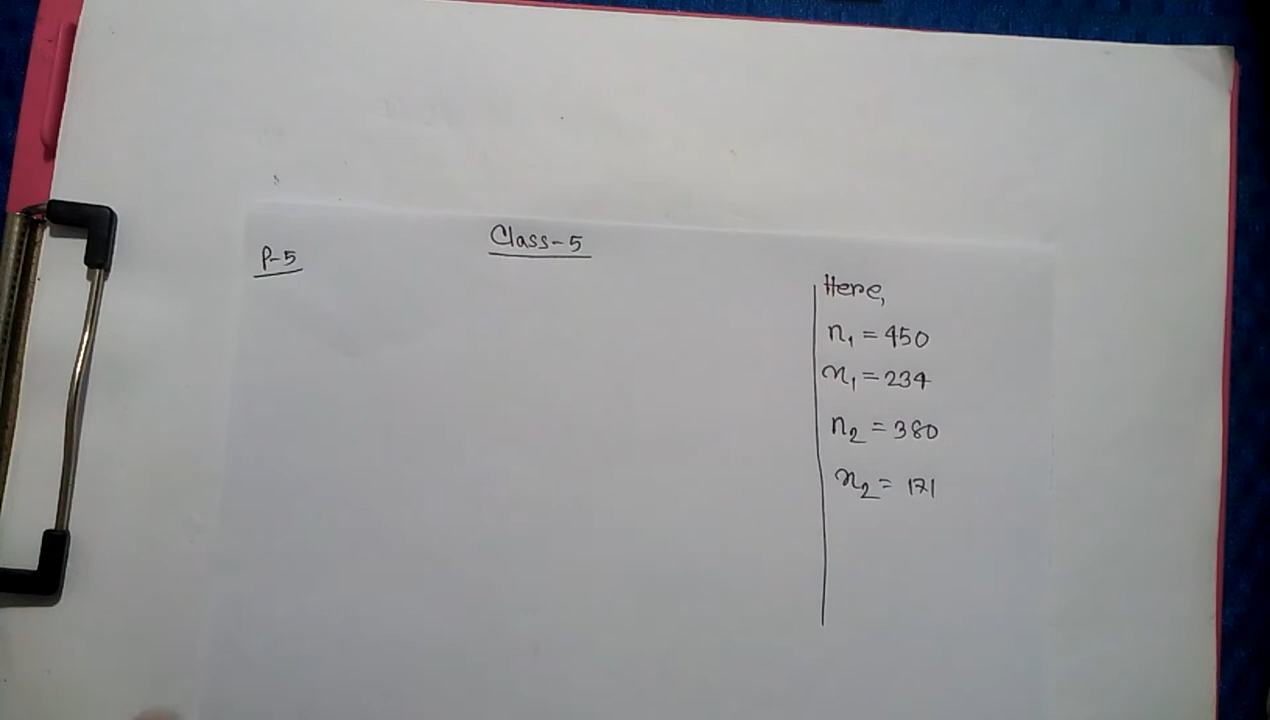 Class-5
P-5
Here,
n₁ = 450
x₁ = 234
n₂ = 380
x₂ = 171